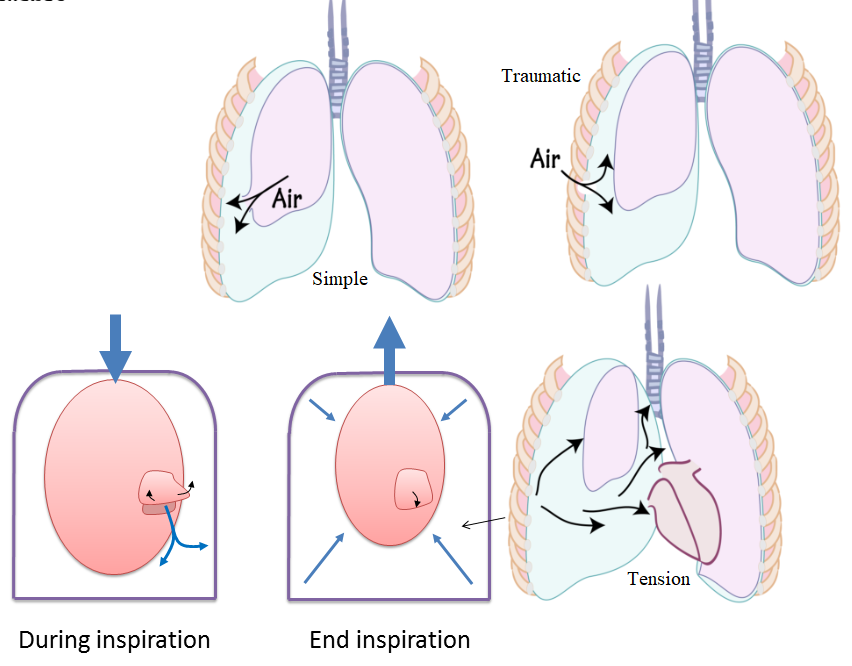 Traumatic
Air
Air
Simple
Tension
During inspiration
End inspiration